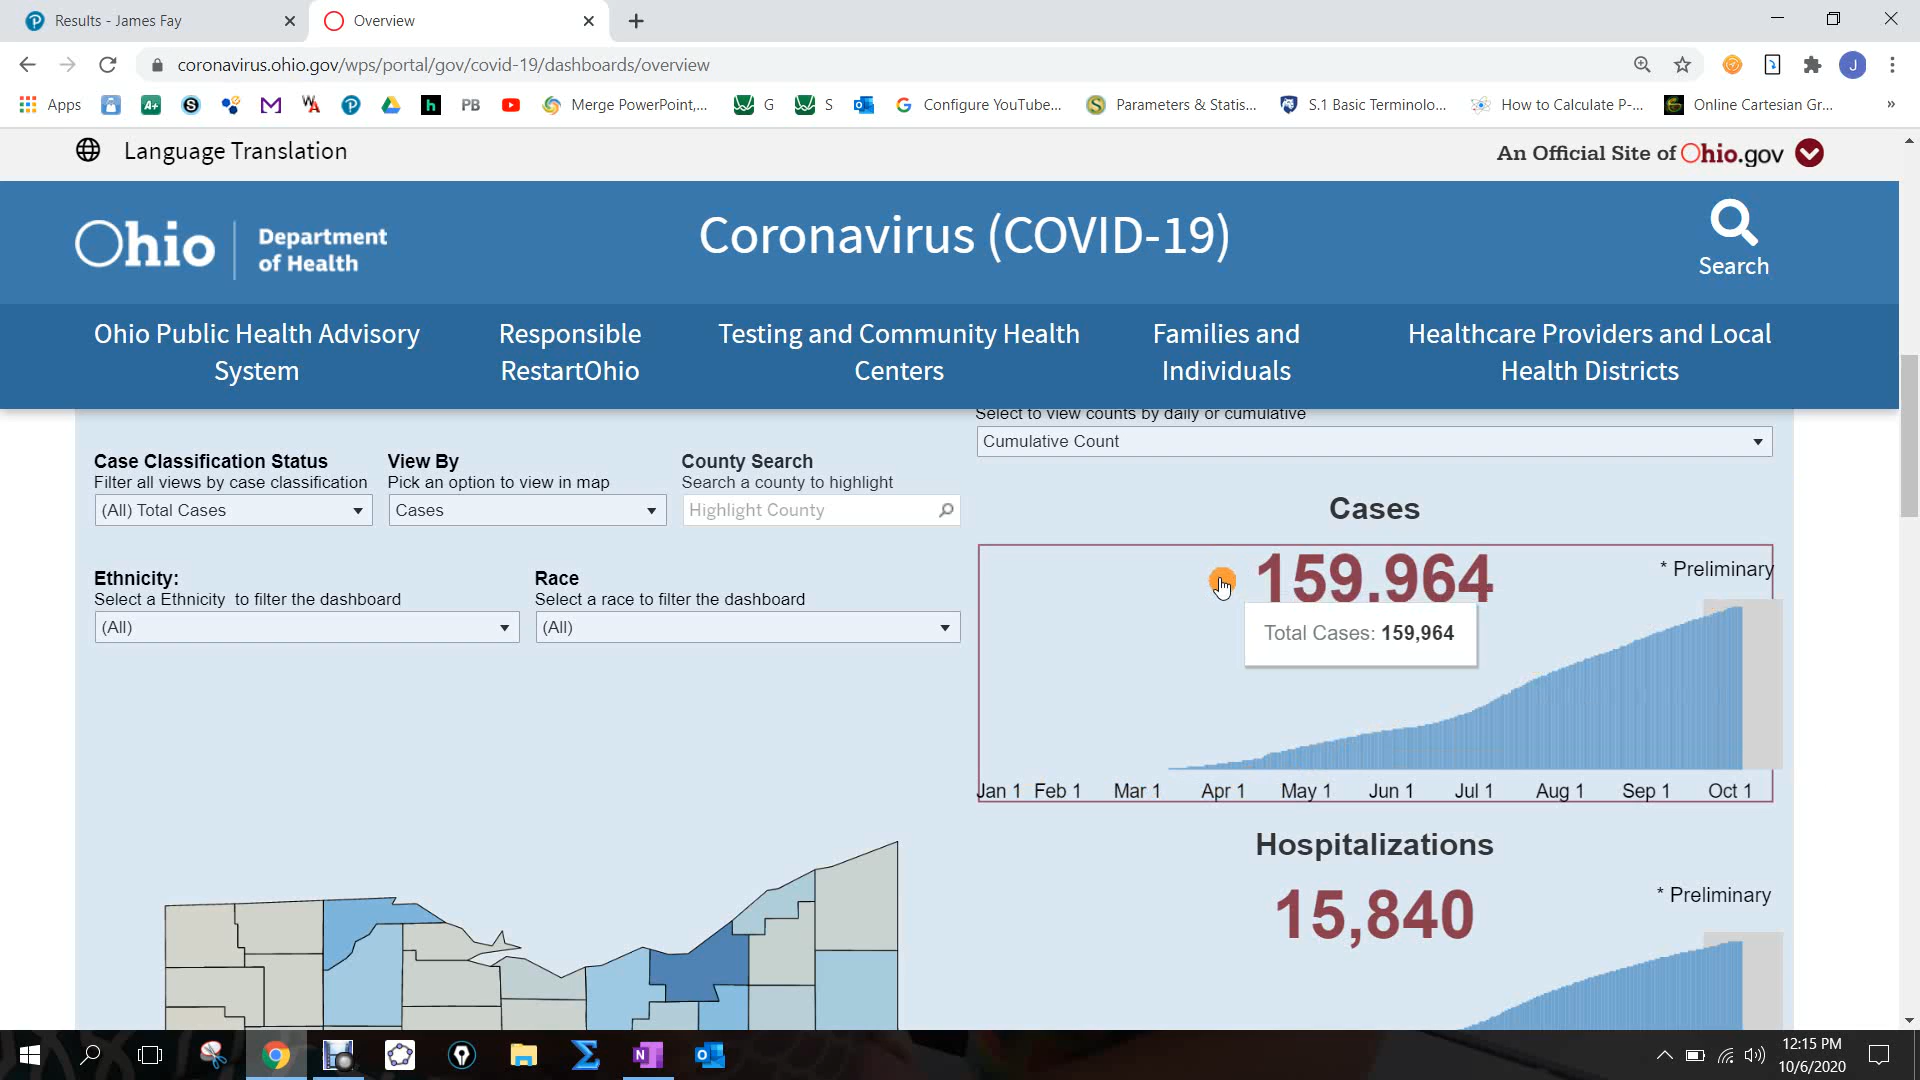 Results - James Fay
Overview
coronavirus.ohio.gov/wps/portal/gov/covid-19/dashboards/overview
J
Apps
A+
S
WA
h
PB
Merge PowerPoint,...
G
S
Configure YouTube...
Parameters & Statis...
S.1 Basic Terminolo...
How to Calculate P-...
Online Cartesian Gr...
»
Language Translation
An Official Site of Ohio.gov
Ohio
Department
of Health
Coronavirus (COVID-19)
Search
Ohio Public Health Advisory
System
Responsible
RestartOhio
Testing and Community Health
Centers
Families and
Individuals
Healthcare Providers and Local
Health Districts
Select to view counts by daily or cumulative
Cumulative Count
Case Classification Status
Filter all views by case classification
(All) Total Cases
View By
Pick an option to view in map
Cases
County Search
Search a county to highlight
Highlight County
Ethnicity:
Select a Ethnicity to filter the dashboard
(All)
Race
Select a race to filter the dashboard
(All)
Cases
159,964
* Preliminary
Total Cases: 159,964
Jan 1 Feb 1 Mar 1 Apr 1 May 1 Jun 1 Jul 1 Aug 1 Sep 1 Oct 1
Hospitalizations
15,840
* Preliminary
12:15 PM
10/6/2020